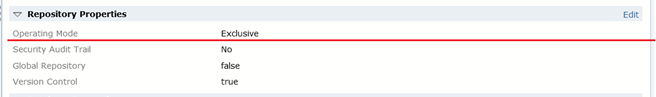 Repository Properties Edit
Operating Mode Exclusive
Security Audit Trail No
Global Repository false
Version Control true